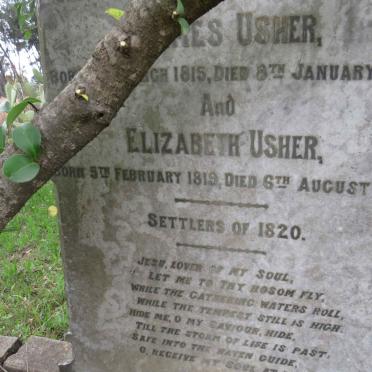 USHER,
BORN 1815, DIED 8TH JANUARY
AND
ELIZABETH USHER,
BORN 5TH FEBRUARY 1819, DIED 6TH AUGUST
SETTLERS OF 1820.
JESU, LOVER OF MY SOUL,
LET ME TO THY BOSOM FLY,
WHILE THE GATHERING WATERS ROLL,
WHILE THE TEMPEST STILL IS HIGH.
HIDE ME, O MY SAVIOUR, HIDE,
TILL THE STORM OF LIFE IS PAST.
SAFE INTO THE HAVEN GUIDE,
O, RECEIVE MY SOUL AT